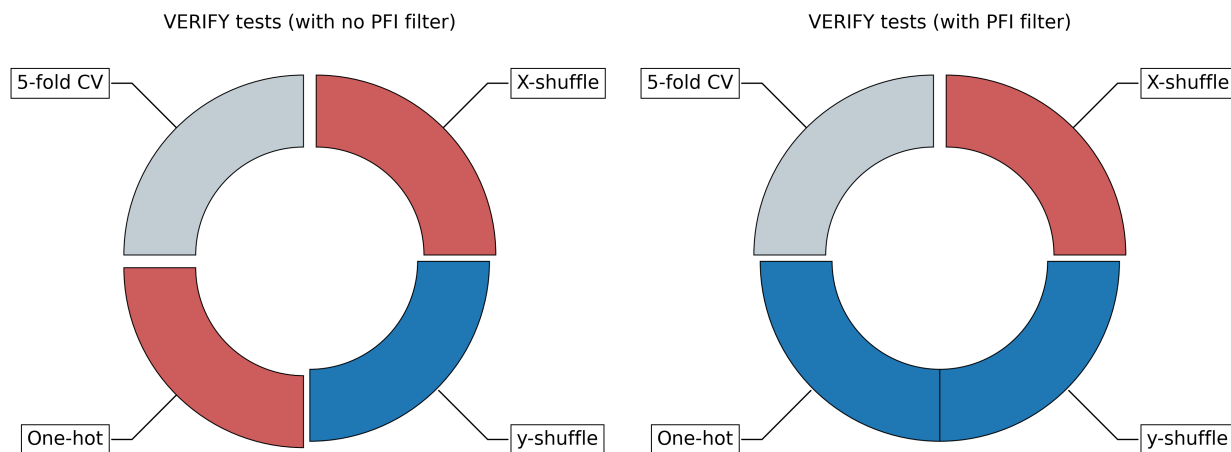 VERIFY tests (with no PFI filter)
5-fold CV
X-shuffle
One-hot
y-shuffle
VERIFY tests (with PFI filter)
5-fold CV
X-shuffle
One-hot
y-shuffle